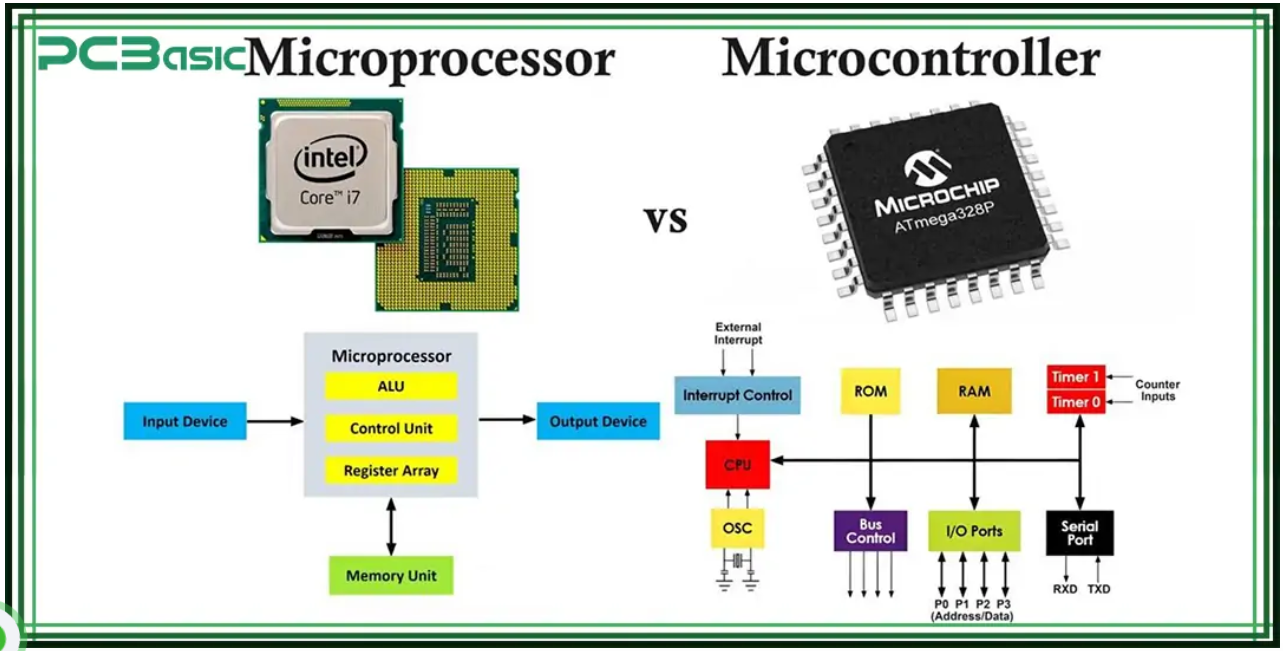 PCBasic
Microprocessor
Microcontroller
intel
Core™ i7
vs
MICROCHIP
ATmega328P
Microprocessor
ALU
Control Unit
Register Array
Input Device
Output Device
Memory Unit
External
Interrupt
Interrupt Control
ROM
RAM
Timer 1
Timer 0
Counter
Inputs
CPU
OSC
Bus
Control
I/O Ports
Serial
Port
P0 P1 P2 P3
(Address/Data)
RXD TXD